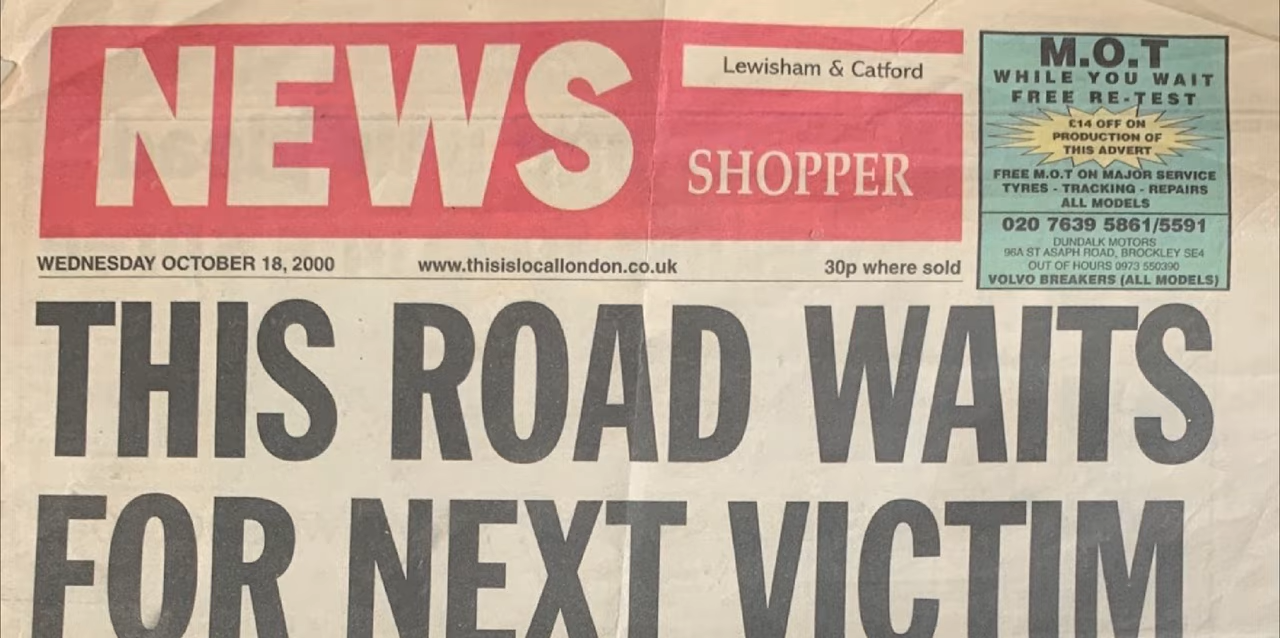 NEWS
Lewisham & Catford
SHOPPER
M.O.T
WHILE YOU WAIT
FREE RE-TEST
£14 OFF ON
PRODUCTION OF
THIS ADVERT
FREE M.O.T ON MAJOR SERVICE
TYRES - TRACKING - REPAIRS
ALL MODELS
020 7639 5861/5591
DUNDALK MOTORS
96A ST ASAPH ROAD, BROCKLEY SE4
OUT OF HOURS 0973 550390
VOLVO BREAKERS (ALL MODELS)
WEDNESDAY OCTOBER 18, 2000
www.thisislocallondon.co.uk
30p where sold
THIS ROAD WAITS
FOR NEXT VICTIM